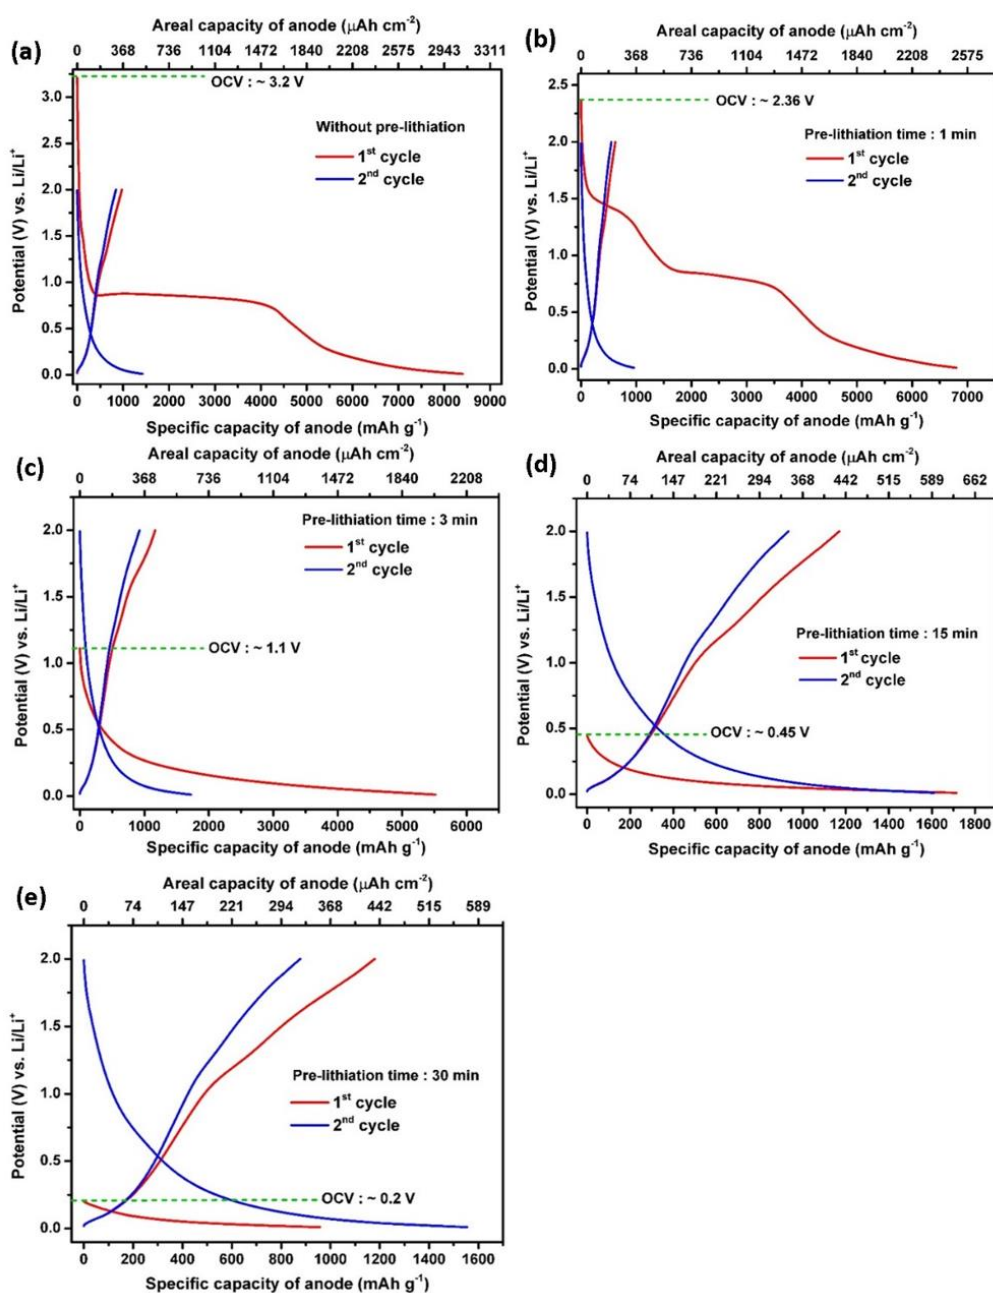 (a)
Areal capacity of anode (μAh cm⁻²)
0 368 736 1104 1472 1840 2208 2575 2943 3311
OCV : ~ 3.2 V
Without pre-lithiation
1ˢᵗ cycle
2ⁿᵈ cycle
Potential (V) vs. Li/Li⁺
3.0
2.5
2.0
1.5
1.0
0.5
0.0
0 1000 2000 3000 4000 5000 6000 7000 8000 9000
Specific capacity of anode (mAh g⁻¹)
(b)
Areal capacity of anode (μAh cm⁻²)
0 368 736 1104 1472 1840 2208 2575
OCV : ~ 2.36 V
Pre-lithiation time : 1 min
1ˢᵗ cycle
2ⁿᵈ cycle
Potential (V) vs. Li/Li⁺
2.5
2.0
1.5
1.0
0.5
0.0
0 1000 2000 3000 4000 5000 6000 7000
Specific capacity of anode (mAh g⁻¹)
(c)
Areal capacity of anode (μAh cm⁻²)
0 368 736 1104 1472 1840 2208
Pre-lithiation time : 3 min
1ˢᵗ cycle
2ⁿᵈ cycle
OCV : ~ 1.1 V
Potential (V) vs. Li/Li⁺
2.0
1.5
1.0
0.5
0.0
0 1000 2000 3000 4000 5000 6000
Specific capacity of anode (mAh g⁻¹)
(d)
Areal capacity of anode (μAh cm⁻²)
0 74 147 221 294 368 442 515 589 662
Pre-lithiation time : 15 min
1ˢᵗ cycle
2ⁿᵈ cycle
OCV : ~ 0.45 V
Potential (V) vs. Li/Li⁺
2.0
1.5
1.0
0.5
0.0
0 200 400 600 800 1000 1200 1400 1600 1800
Specific capacity of anode (mAh g⁻¹)
(e)
Areal capacity of anode (μAh cm⁻²)
0 74 147 221 294 368 442 515 589
Pre-lithiation time : 30 min
1ˢᵗ cycle
2ⁿᵈ cycle
OCV : ~ 0.2 V
Potential (V) vs. Li/Li⁺
2.0
1.5
1.0
0.5
0.0
0 200 400 600 800 1000 1200 1400 1600
Specific capacity of anode (mAh g⁻¹)